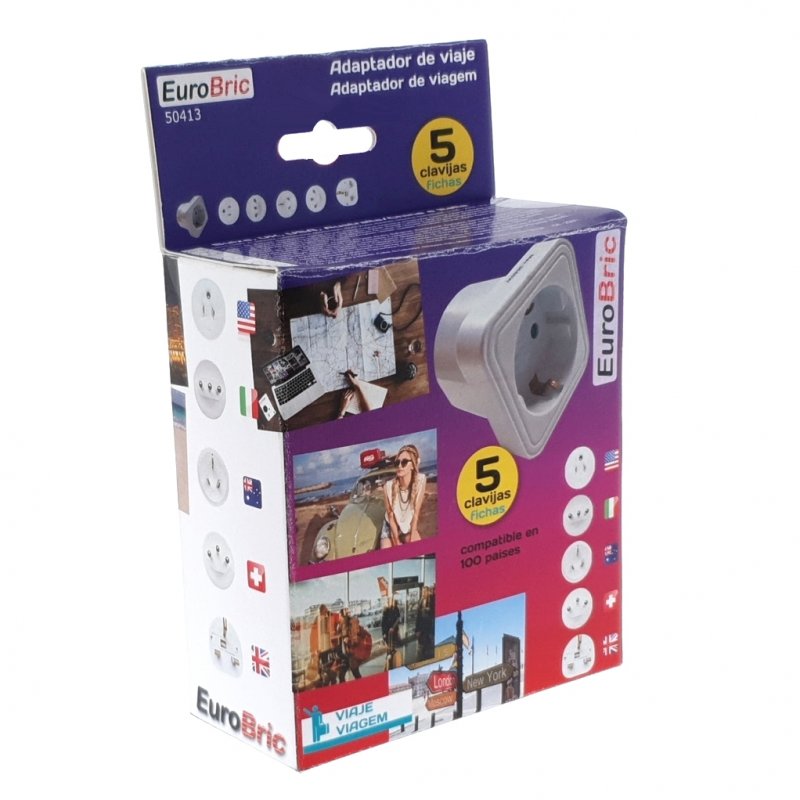 EuroBric
50413
Adaptador de viaje
Adaptador de viagem
5
clavijas
fichas
EuroBric
5
clavijas
fichas
compatible en
100 paises
New York
Moscow
VIAJE
VIAGEM
EuroBric